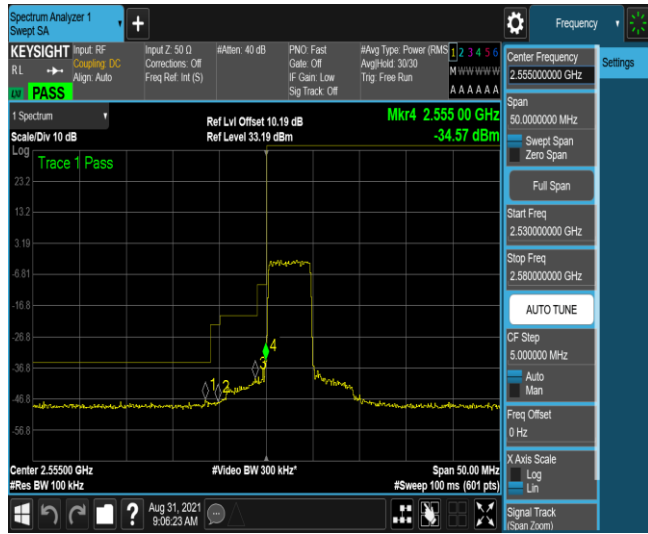 Spectrum Analyzer 1
Swept SA
Frequency
KEYSIGHT
RL
LXI
PASS
Input: RF
Coupling: DC
Align: Auto
Input Z: 50 Ω
Corrections: Off
Freq Ref: Int (S)
#Atten: 40 dB
PNO: Fast
Gate: Off
IF Gain: Low
Sig Track: Off
#Avg Type: Power (RMS
Avg|Hold: 30/30
Trig: Free Run
1 2 3 4 5 6
M W W W W W
A A A A A A
1 Spectrum
Scale/Div 10 dB
Ref Lvl Offset 10.19 dB
Ref Level 33.19 dBm
Mkr4 2.555 00 GHz
-34.57 dBm
Log
Trace 1 Pass
23.2
13.2
3.19
-6.81
-16.8
-26.8
-36.8
-46.8
-56.8
1
2
3
4
Center 2.55500 GHz
#Res BW 100 kHz
#Video BW 300 kHz*
Span 50.00 MHz
#Sweep 100 ms (601 pts)
Aug 31, 2021
9:06:23 AM
?
Center Frequency
2.555000000 GHz
Span
50.0000000 MHz
Swept Span
Zero Span
Full Span
Start Freq
2.530000000 GHz
Stop Freq
2.580000000 GHz
AUTO TUNE
CF Step
5.000000 MHz
Auto
Man
Freq Offset
0 Hz
X Axis Scale
Log
Lin
Signal Track
(Span Zoom)
Settings